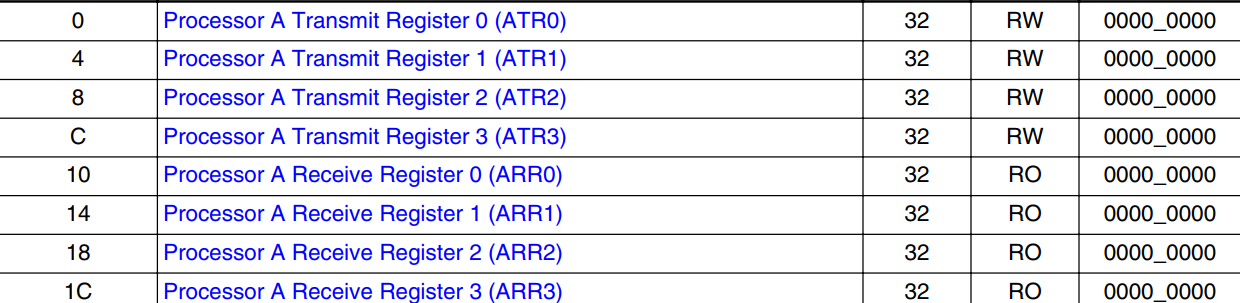 0 Processor A Transmit Register 0 (ATR0) 32 RW 0000_0000
4 Processor A Transmit Register 1 (ATR1) 32 RW 0000_0000
8 Processor A Transmit Register 2 (ATR2) 32 RW 0000_0000
C Processor A Transmit Register 3 (ATR3) 32 RW 0000_0000
10 Processor A Receive Register 0 (ARR0) 32 RO 0000_0000
14 Processor A Receive Register 1 (ARR1) 32 RO 0000_0000
18 Processor A Receive Register 2 (ARR2) 32 RO 0000_0000
1C Processor A Receive Register 3 (ARR3) 32 RO 0000_0000